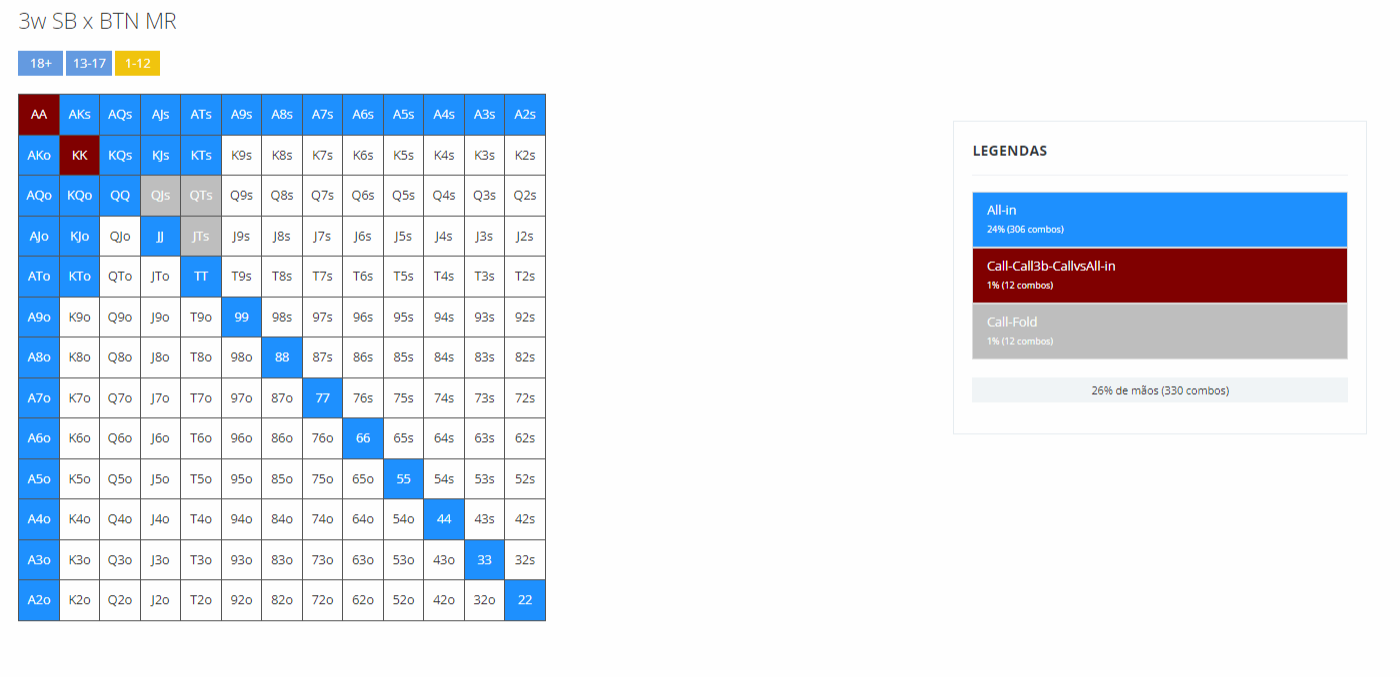 3w SB x BTN MR
18+ 13-17 1-12
AA AKs AQs AJs ATs A9s A8s A7s A6s A5s A4s A3s A2s
AKo KK KQs KJs KTs K9s K8s K7s K6s K5s K4s K3s K2s
AQo KQo QQ QJs QTs Q9s Q8s Q7s Q6s Q5s Q4s Q3s Q2s
AJo KJo QJo JJ JTs J9s J8s J7s J6s J5s J4s J3s J2s
ATo KTo QTo JTo TT T9s T8s T7s T6s T5s T4s T3s T2s
A9o K9o Q9o J9o T9o 99 98s 97s 96s 95s 94s 93s 92s
A8o K8o Q8o J8o T8o 98o 88 87s 86s 85s 84s 83s 82s
A7o K7o Q7o J7o T7o 97o 87o 77 76s 75s 74s 73s 72s
A6o K6o Q6o J6o T6o 96o 86o 76o 66 65s 64s 63s 62s
A5o K5o Q5o J5o T5o 95o 85o 75o 65o 55 54s 53s 52s
A4o K4o Q4o J4o T4o 94o 84o 74o 64o 54o 44 43s 42s
A3o K3o Q3o J3o T3o 93o 83o 73o 63o 53o 43o 33 32s
A2o K2o Q2o J2o T2o 92o 82o 72o 62o 52o 42o 32o 22
LEGENDAS
All-in
24% (306 combos)
Call-Call3b-CallvsAll-in
1% (12 combos)
Call-Fold
1% (12 combos)
26% de mãos (330 combos)